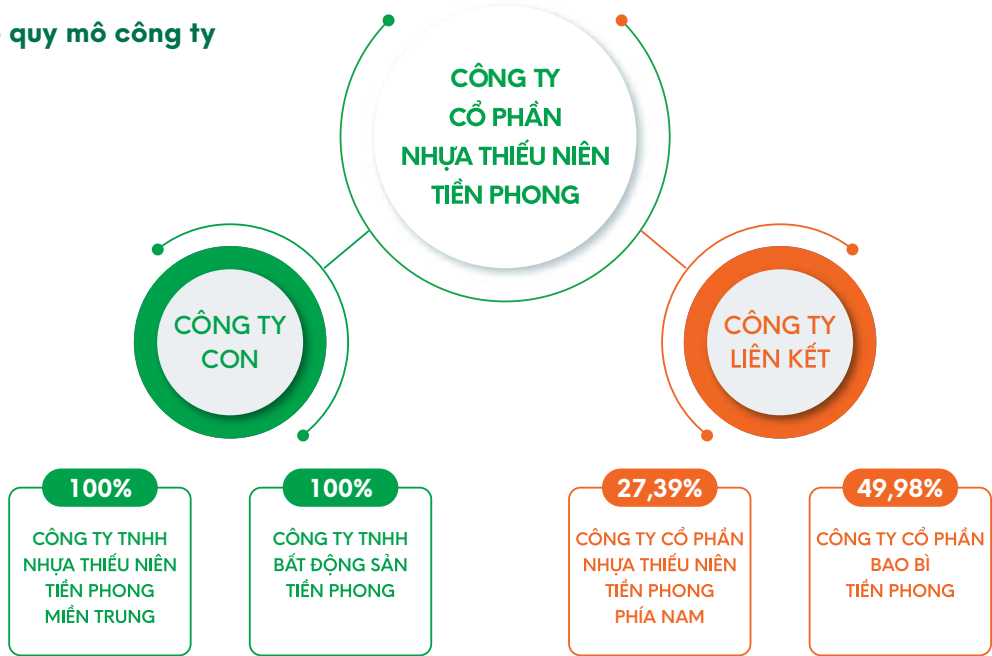 quy mô công ty
CÔNG TY
CỔ PHẦN
NHỰA THIẾU NIÊN
TIỀN PHONG
CÔNG TY
CON
CÔNG TY
LIÊN KẾT
100%
CÔNG TY TNHH
NHỰA THIẾU NIÊN
TIỀN PHONG
MIỀN TRUNG
100%
CÔNG TY TNHH
BẤT ĐỘNG SẢN
TIỀN PHONG
27,39%
CÔNG TY CỔ PHẦN
NHỰA THIẾU NIÊN
TIỀN PHONG
PHÍA NAM
49,98%
CÔNG TY CỔ PHẦN
BAO BÌ
TIỀN PHONG